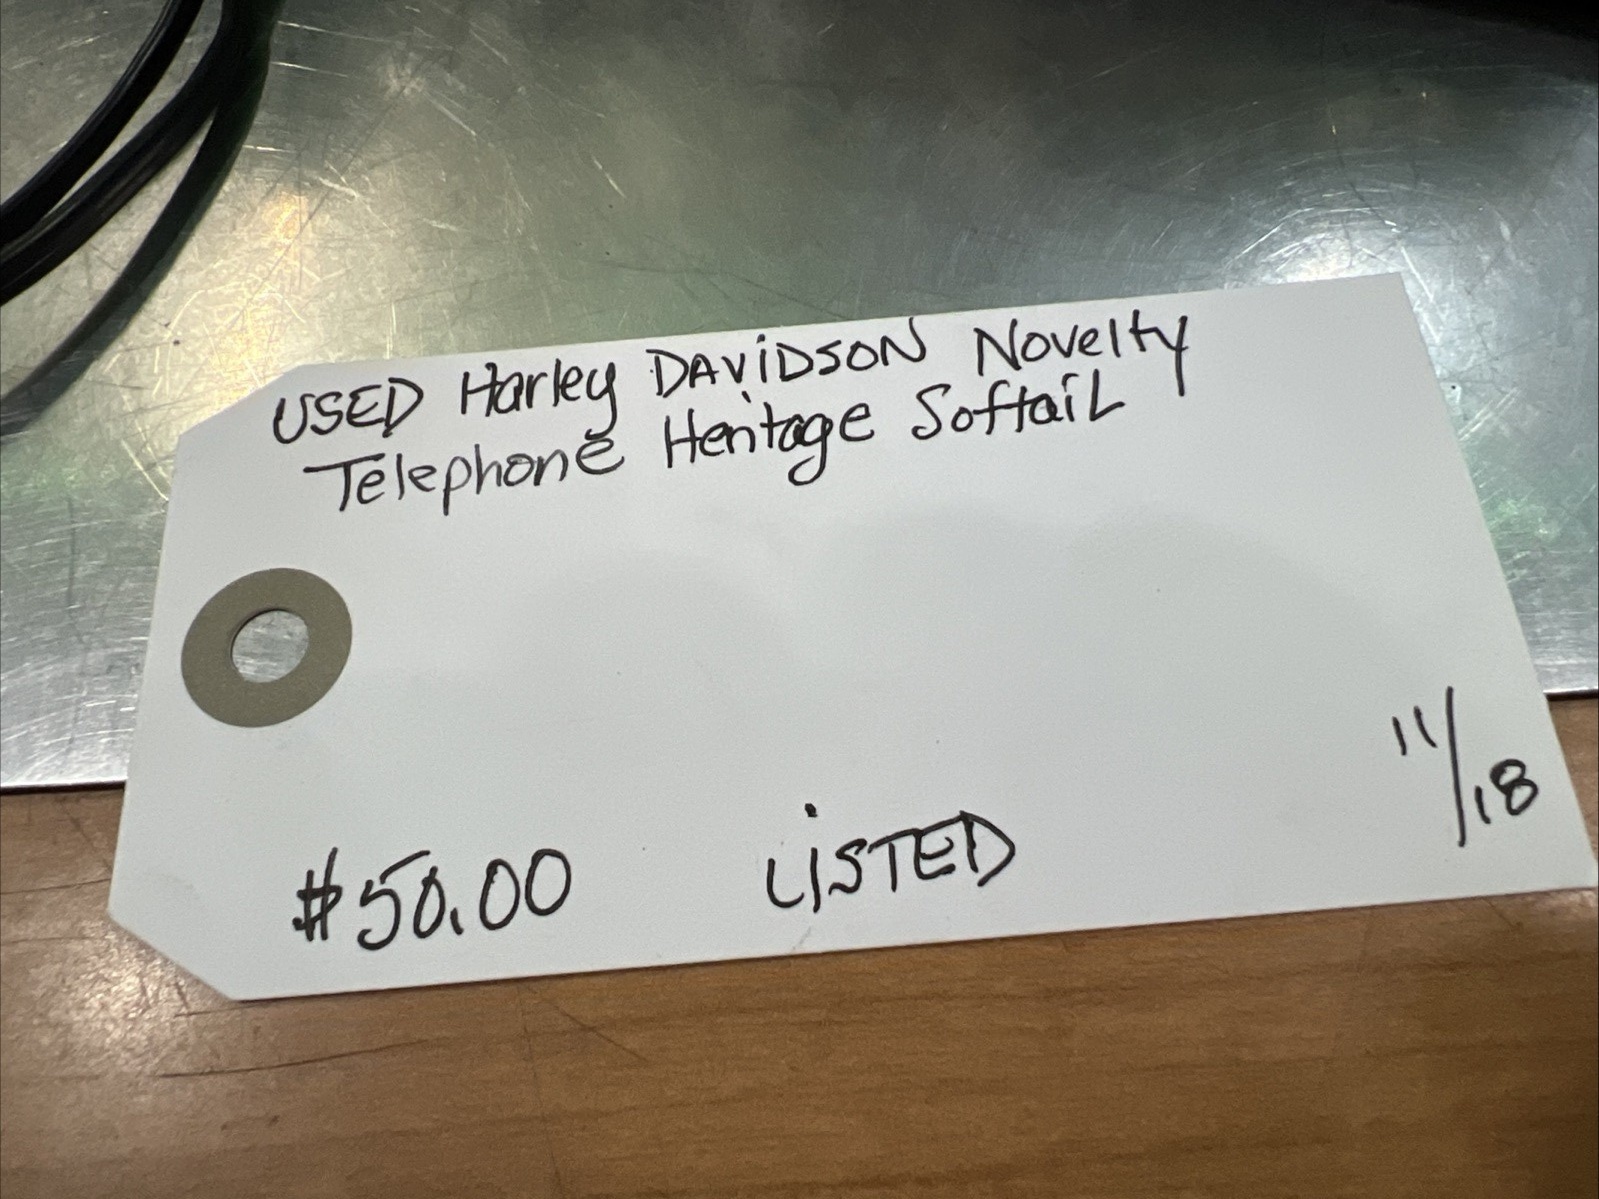 USED Harley DAViDSON Novelty
Telephone Heritage SoftaiL
11/18
$50.00 LiSTED